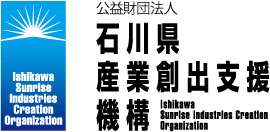 Ishikawa
Sunrise
Industries
Creation
Organization
公益財団法人
石川県
産業創出支援
機構
Ishikawa
Sunrise Industries Creation
Organization